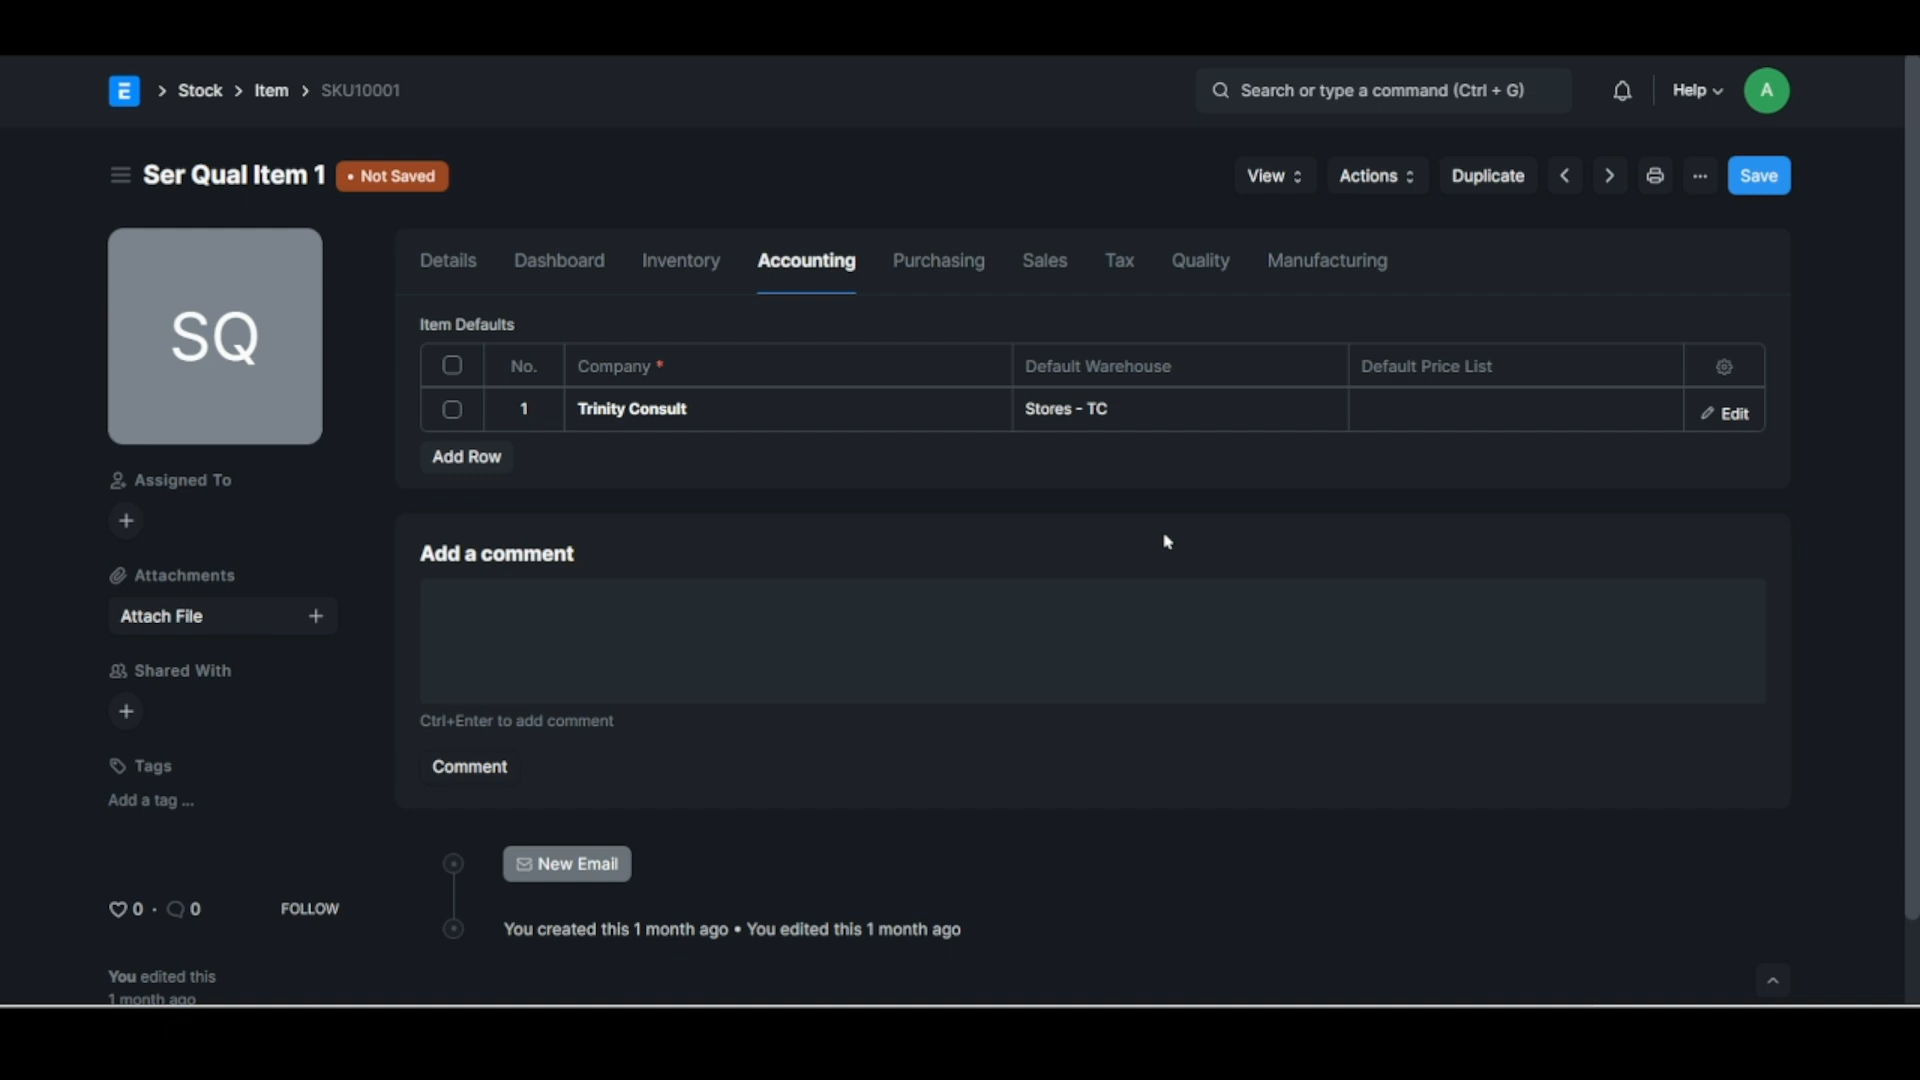 E > Stock > Item > SKU10001
Search or type a command (Ctrl + G)
Help
A
Ser Qual Item 1 • Not Saved
View Actions Duplicate ... Save
SQ
Details Dashboard Inventory Accounting Purchasing Sales Tax Quality Manufacturing
Item Defaults
No. Company * Default Warehouse Default Price List
1 Trinity Consult Stores - TC Edit
Add Row
Assigned To
+
Attachments
Attach File +
Shared With
+
Tags
Add a tag ...
0 · 0 FOLLOW
You edited this
1 month ago
Add a comment
Ctrl+Enter to add comment
Comment
New Email
You created this 1 month ago • You edited this 1 month ago